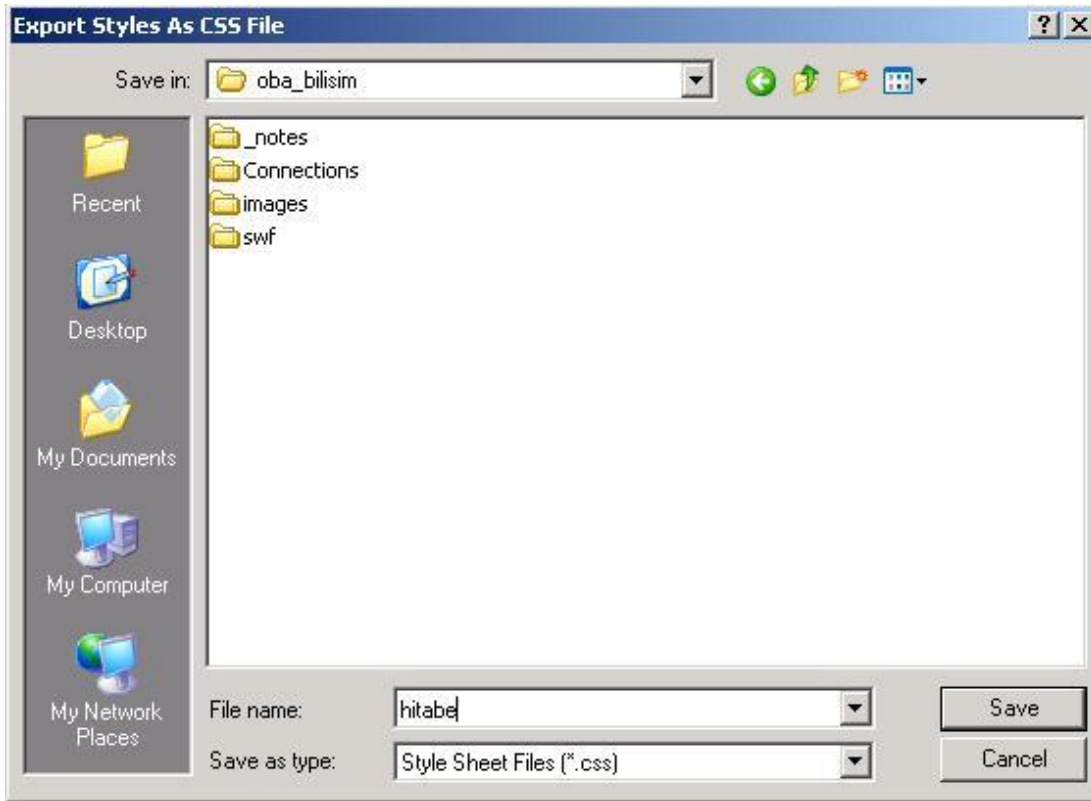 Export Styles As CSS File
Save in:
oba_bilisim
Recent
Desktop
My Documents
My Computer
My Network
Places
_notes
Connections
images
swf
File name:
hitabe
Save
Save as type:
Style Sheet Files (*.css)
Cancel